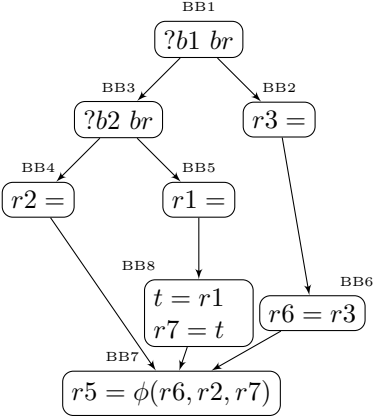 BB1
?b1 br
BB3
BB2
?b2 br
r3 =
BB4
BB5
r2 =
r1 =
BB8
t = r1
r7 = t
BB6
r6 = r3
BB7
r5 = ϕ(r6, r2, r7)